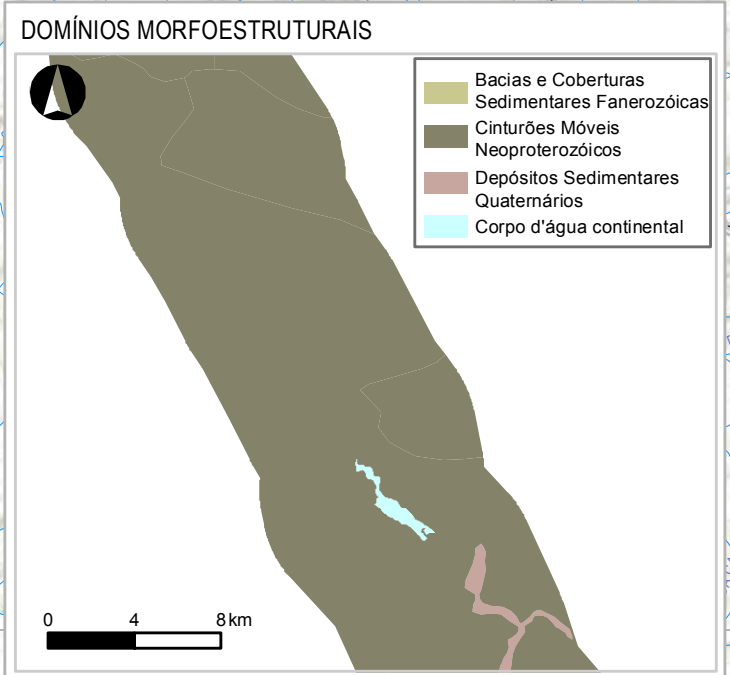 DOMÍNIOS MORFOESTRUTURAIS
Bacias e Coberturas
Sedimentares Fanerozóicas
Cinturões Móveis
Neoproterozóicos
Depósitos Sedimentares
Quaternários
Corpo d'água continental
0 4 8 km